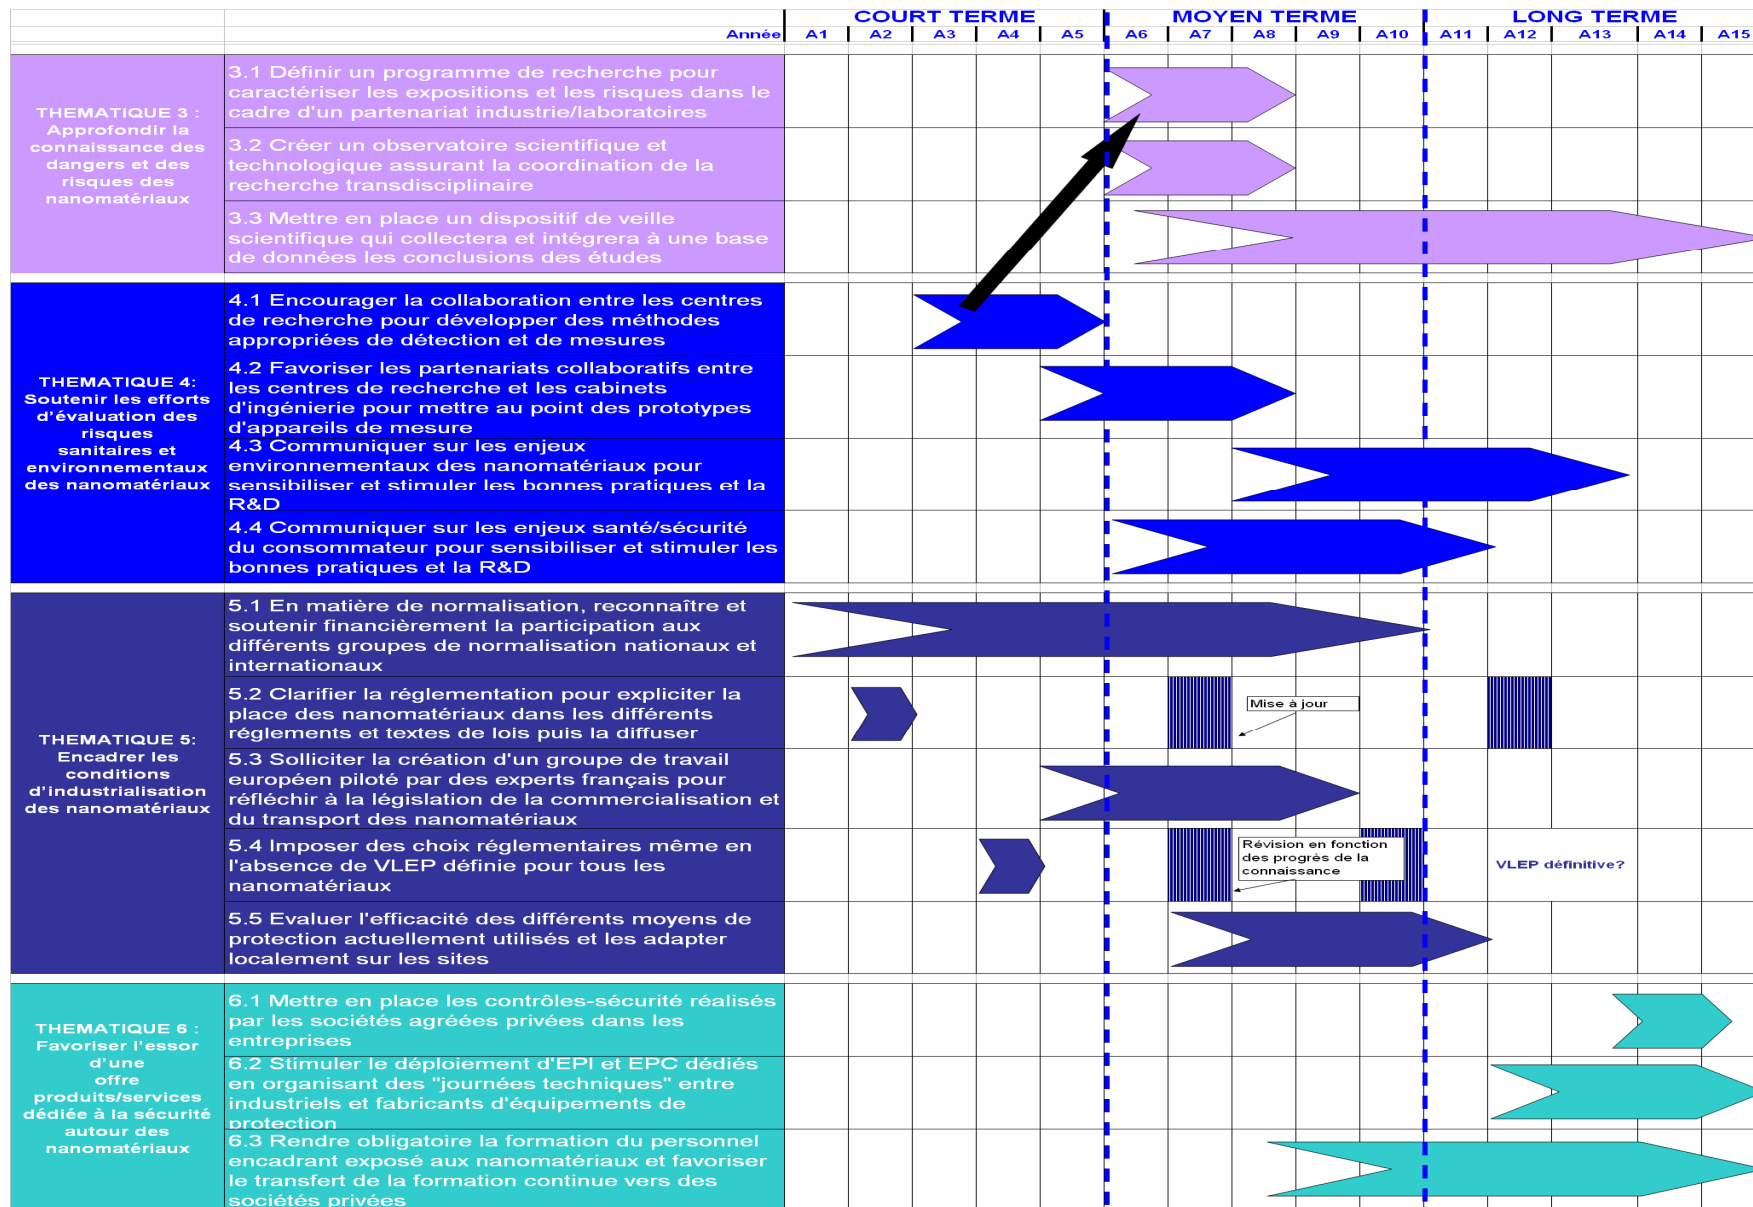 COURT TERME MOYEN TERME LONG TERME
Année A1 A2 A3 A4 A5 A6 A7 A8 A9 A10 A11 A12 A13 A14 A15
THEMATIQUE 3 :
Approfondir la
connaissance des
dangers et des
risques des
nanomatériaux
3.1 Définir un programme de recherche pour
caractériser les expositions et les risques dans le
cadre d'un partenariat industrie/laboratoires
3.2 Créer un observatoire scientifique et
technologique assurant la coordination de la
recherche transdisciplinaire
3.3 Mettre en place un dispositif de veille
scientifique qui collectera et intégrera à une base
de données les conclusions des études
THEMATIQUE 4:
Soutenir les efforts
d'évaluation des
risques
sanitaires et
environnementaux
des nanomatériaux
4.1 Encourager la collaboration entre les centres
de recherche pour développer des méthodes
appropriées de détection et de mesures
4.2 Favoriser les partenariats collaboratifs entre
les centres de recherche et les cabinets
d'ingénierie pour mettre au point des prototypes
d'appareils de mesure
4.3 Communiquer sur les enjeux
environnementaux des nanomatériaux pour
sensibiliser et stimuler les bonnes pratiques et la
R&D
4.4 Communiquer sur les enjeux santé/sécurité
du consommateur pour sensibiliser et stimuler les
bonnes pratiques et la R&D
THEMATIQUE 5:
Encadrer les
conditions
d'industrialisation
des nanomatériaux
5.1 En matière de normalisation, reconnaître et
soutenir financièrement la participation aux
différents groupes de normalisation nationaux et
internationaux
5.2 Clarifier la réglementation pour expliciter la
place des nanomatériaux dans les différents
réglements et textes de lois puis la diffuser
Mise à jour
5.3 Solliciter la création d'un groupe de travail
européen piloté par des experts français pour
réfléchir à la législation de la commercialisation et
du transport des nanomatériaux
5.4 Imposer des choix réglementaires même en
l'absence de VLEP définie pour tous les
nanomatériaux
Révision en fonction
des progrès de la
connaissance
VLEP définitive?
5.5 Evaluer l'efficacité des différents moyens de
protection actuellement utilisés et les adapter
localement sur les sites
THEMATIQUE 6 :
Favoriser l'essor
d'une
offre
produits/services
dédiée à la sécurité
autour des
nanomatériaux
6.1 Mettre en place les contrôles-sécurité réalisés
par les sociétés agréées privées dans les
entreprises
6.2 Stimuler le déploiement d'EPI et EPC dédiés
en organisant des "journées techniques" entre
industriels et fabricants d'équipements de
protection
6.3 Rendre obligatoire la formation du personnel
encadrant exposé aux nanomatériaux et favoriser
le transfert de la formation continue vers des
sociétés privées